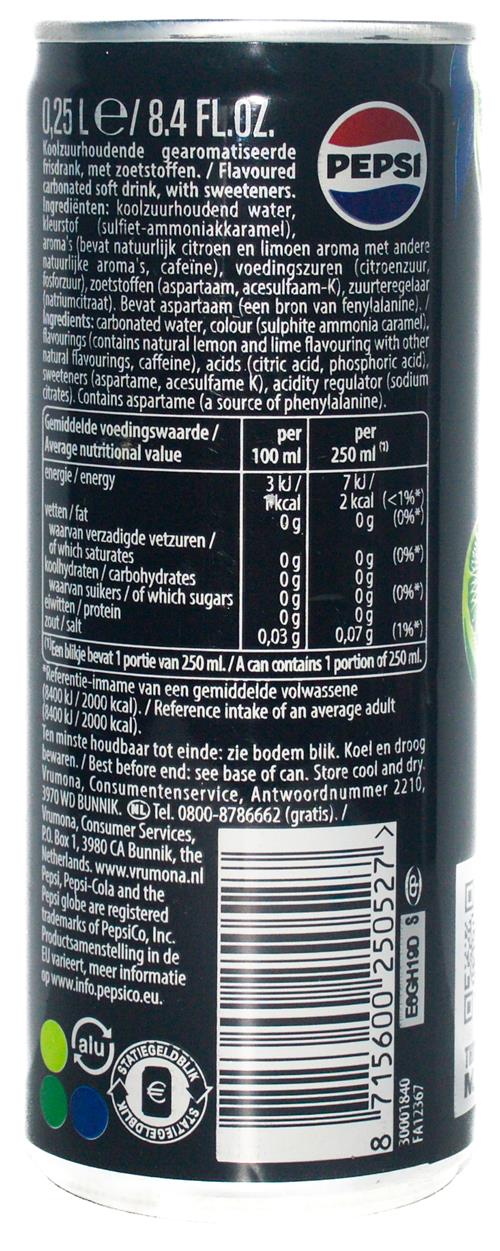 0,25 L ℮/ 8.4 FL.OZ.
PEPSI
Koolzuurhoudende gearomatiseerde
frisdrank, met zoetstoffen. / Flavoured
carbonated soft drink, with sweeteners.
Ingrediënten: koolzuurhoudend water,
kleurstof (sulfiet-ammoniakkaramel),
aroma's (bevat natuurlijk citroen en limoen aroma met andere
natuurlijke aroma's, cafeïne), voedingszuren (citroenzuur,
fosforzuur), zoetstoffen (aspartaam, acesulfaam-K), zuurteregelaar
(natriumcitraat). Bevat aspartaam (een bron van fenylalanine). /
Ingredients: carbonated water, colour (sulphite ammonia caramel),
flavourings (contains natural lemon and lime flavouring with other
natural flavourings, caffeine), acids (citric acid, phosphoric acid),
sweeteners (aspartame, acesulfame K), acidity regulator (sodium
citrates). Contains aspartame (a source of phenylalanine).
Gemiddelde voedingswaarde / per per
Average nutritional value 100 ml 250 ml (1)
energie / energy 3 kJ / 7 kJ /
1 kcal 2 kcal (<1%*)
vetten / fat 0 g 0 g (0%*)
waarvan verzadigde vetzuren /
of which saturates 0 g 0 g (0%*)
koolhydraten / carbohydrates 0 g 0 g
waarvan suikers / of which sugars 0 g 0 g (0%*)
eiwitten / protein 0 g 0 g
zout / salt 0,03 g 0,07 g (1%*)
(1)Een blikje bevat 1 portie van 250 ml. / A can contains 1 portion of 250 ml.
*Referentie-inname van een gemiddelde volwassene
(8400 kJ / 2000 kcal). / Reference intake of an average adult
(8400 kJ / 2000 kcal).
Ten minste houdbaar tot einde: zie bodem blik. Koel en droog
bewaren. / Best before end: see base of can. Store cool and dry.
Vrumona, Consumentenservice, Antwoordnummer 2210,
3970 WD BUNNIK. NL Tel. 0800-8786662 (gratis). /
Vrumona, Consumer Services,
P.O. Box 1, 3980 CA Bunnik, the
Netherlands. www.vrumona.nl
Pepsi, Pepsi-Cola and the
Pepsi globe are registered
trademarks of PepsiCo, Inc.
Productsamenstelling in de
EU varieert, meer informatie
op www.info.pepsico.eu.
alu
STATIEGELDBLIK
€
STATIEGELDBLIK
8 715600 250527 >
E6GH19D S
30001840
FA12367